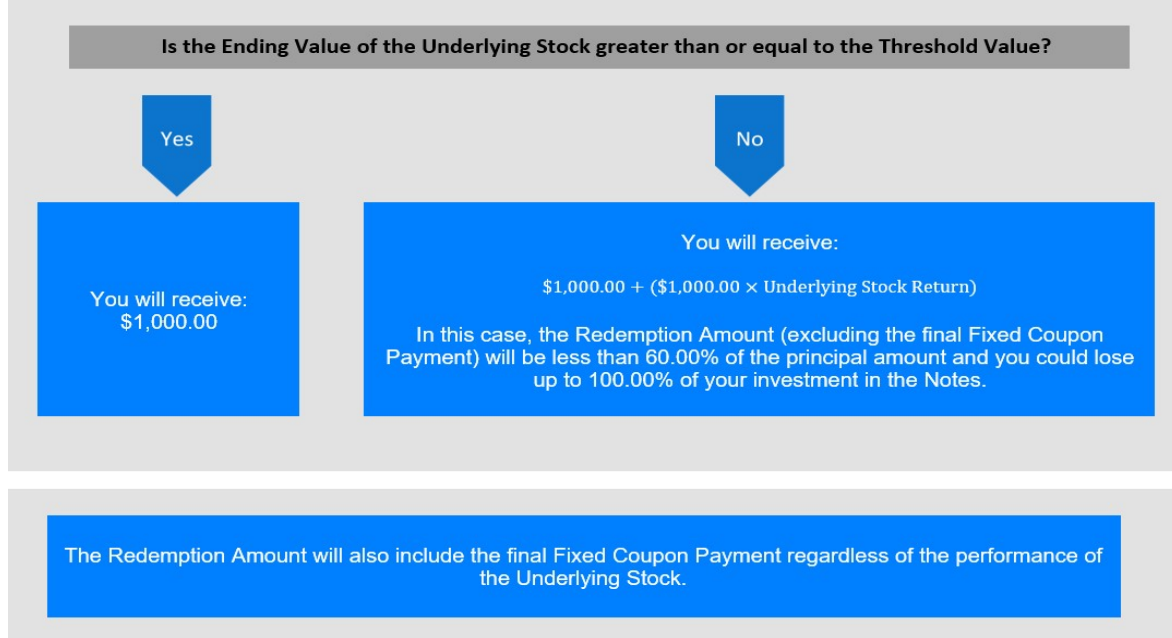 Is the Ending Value of the Underlying Stock greater than or equal to the Threshold Value?
Yes
No
You will receive:
$1,000.00
You will receive:
$1,000.00 + ($1,000.00 × Underlying Stock Return)
In this case, the Redemption Amount (excluding the final Fixed Coupon
Payment) will be less than 60.00% of the principal amount and you could lose
up to 100.00% of your investment in the Notes.
The Redemption Amount will also include the final Fixed Coupon Payment regardless of the performance of
the Underlying Stock.